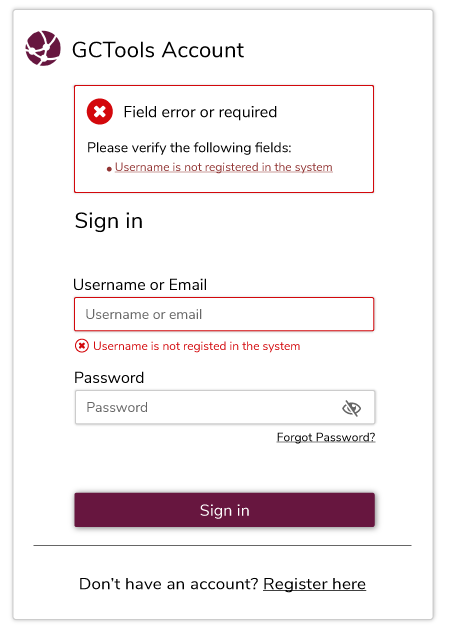 GCTools Account
Field error or required
Please verify the following fields:
• Username is not registered in the system
Sign in
Username or Email
Username or email
Username is not registed in the system
Password
Password
Forgot Password?
Sign in
Don't have an account? Register here